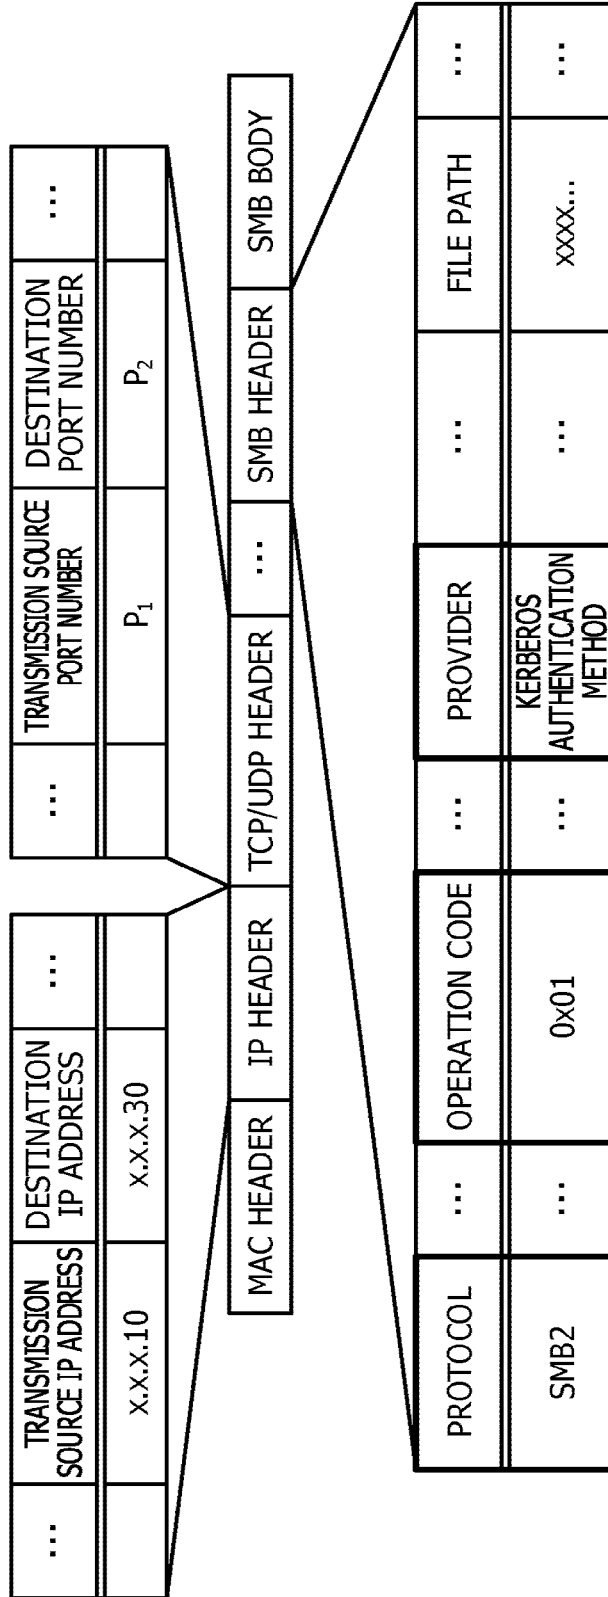 ...
TRANSMISSION
SOURCE IP ADDRESS
DESTINATION
IP ADDRESS
...
x.x.x.10
x.x.x.30
...
TRANSMISSION SOURCE
PORT NUMBER
DESTINATION
PORT NUMBER
...
P₁
P₂
MAC HEADER
IP HEADER
TCP/UDP HEADER
...
SMB HEADER
SMB BODY
PROTOCOL
...
OPERATION CODE
...
PROVIDER
...
FILE PATH
...
SMB2
...
0x01
...
KERBEROS
AUTHENTICATION
METHOD
...
xxxx...
...